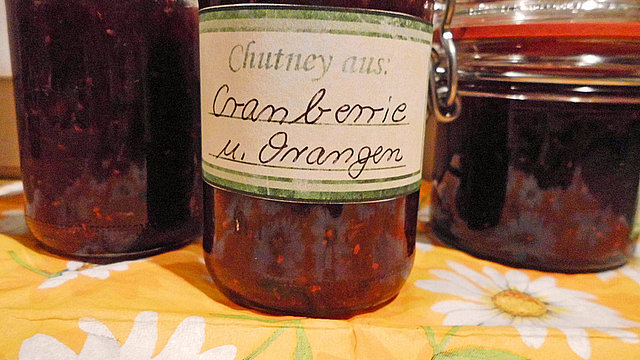 Chutney aus:
Cranberrie
u. Orangen